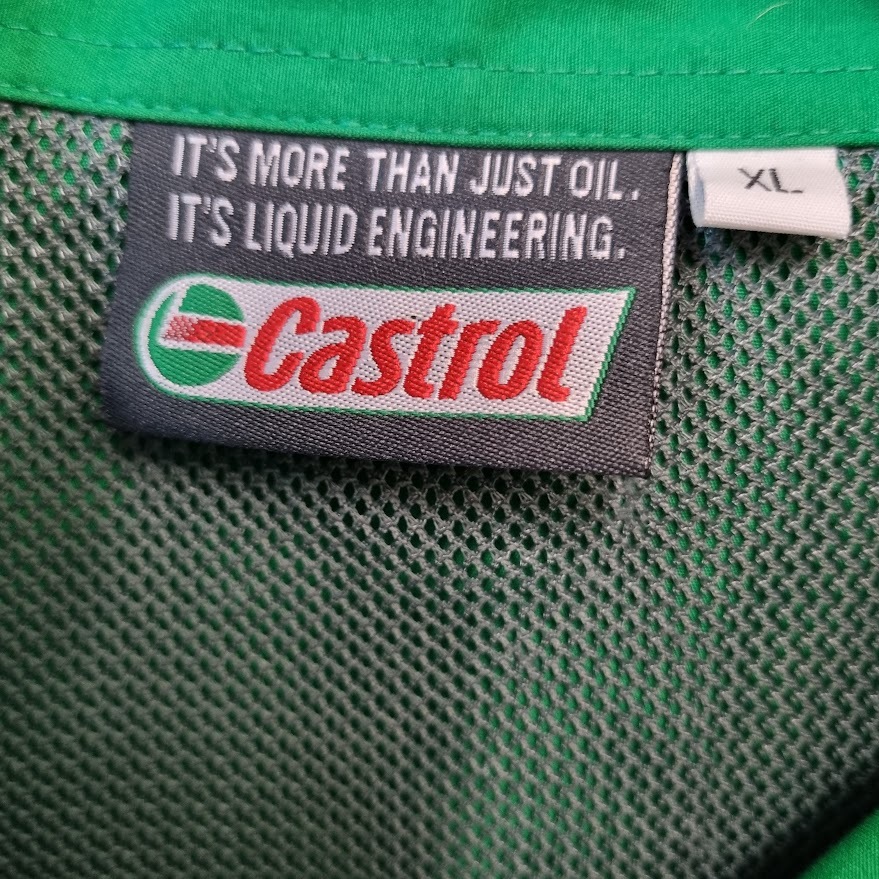 IT'S MORE THAN JUST OIL.
IT'S LIQUID ENGINEERING.
Castrol
XL